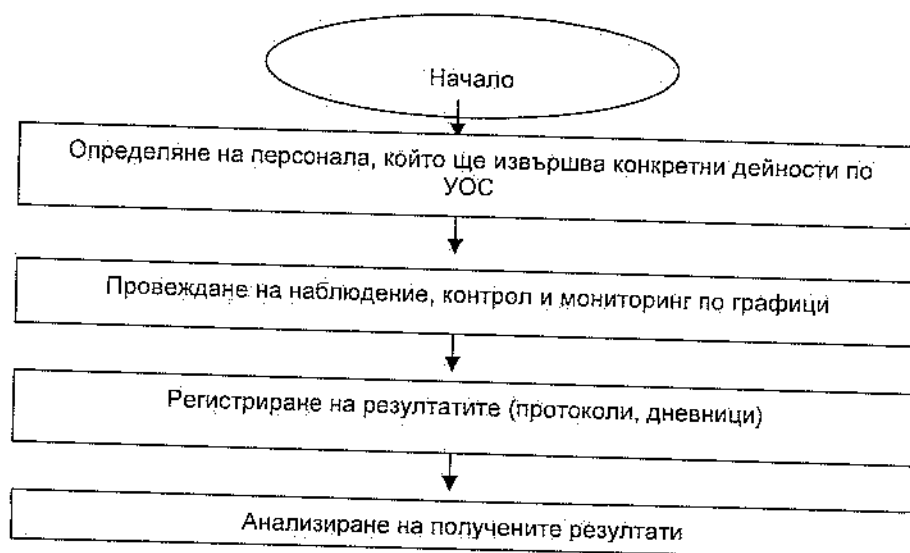 Начало
Определяне на персонала, който ще извършва конкретни дейности по
УОС
Провеждане на наблюдение, контрол и мониторинг по графици
Регистриране на резултатите (протоколи, дневници)
Анализиране на получените резултати